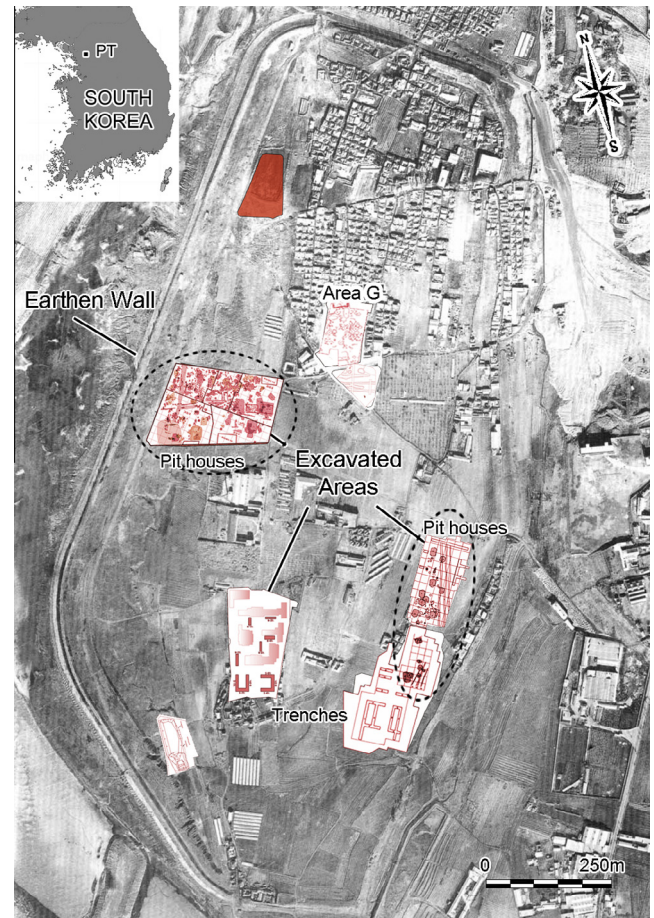 PT
SOUTH
KOREA
N
S
Area G
Earthen Wall
Pit houses
Excavated
Areas
Pit houses
Trenches
0 250m